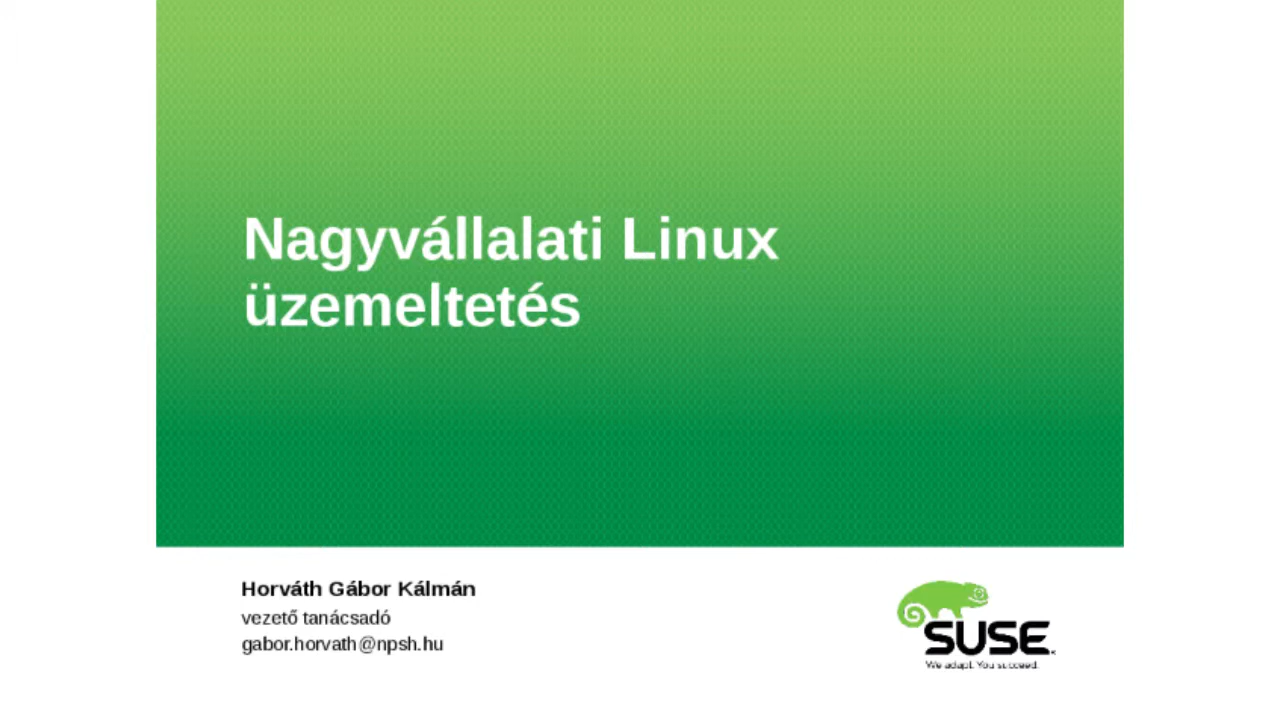 Nagyvállalati Linux
üzemeltetés
Horváth Gábor Kálmán
vezető tanácsadó
gabor.horvath@npsh.hu
SUSE
We adapt. You succeed.